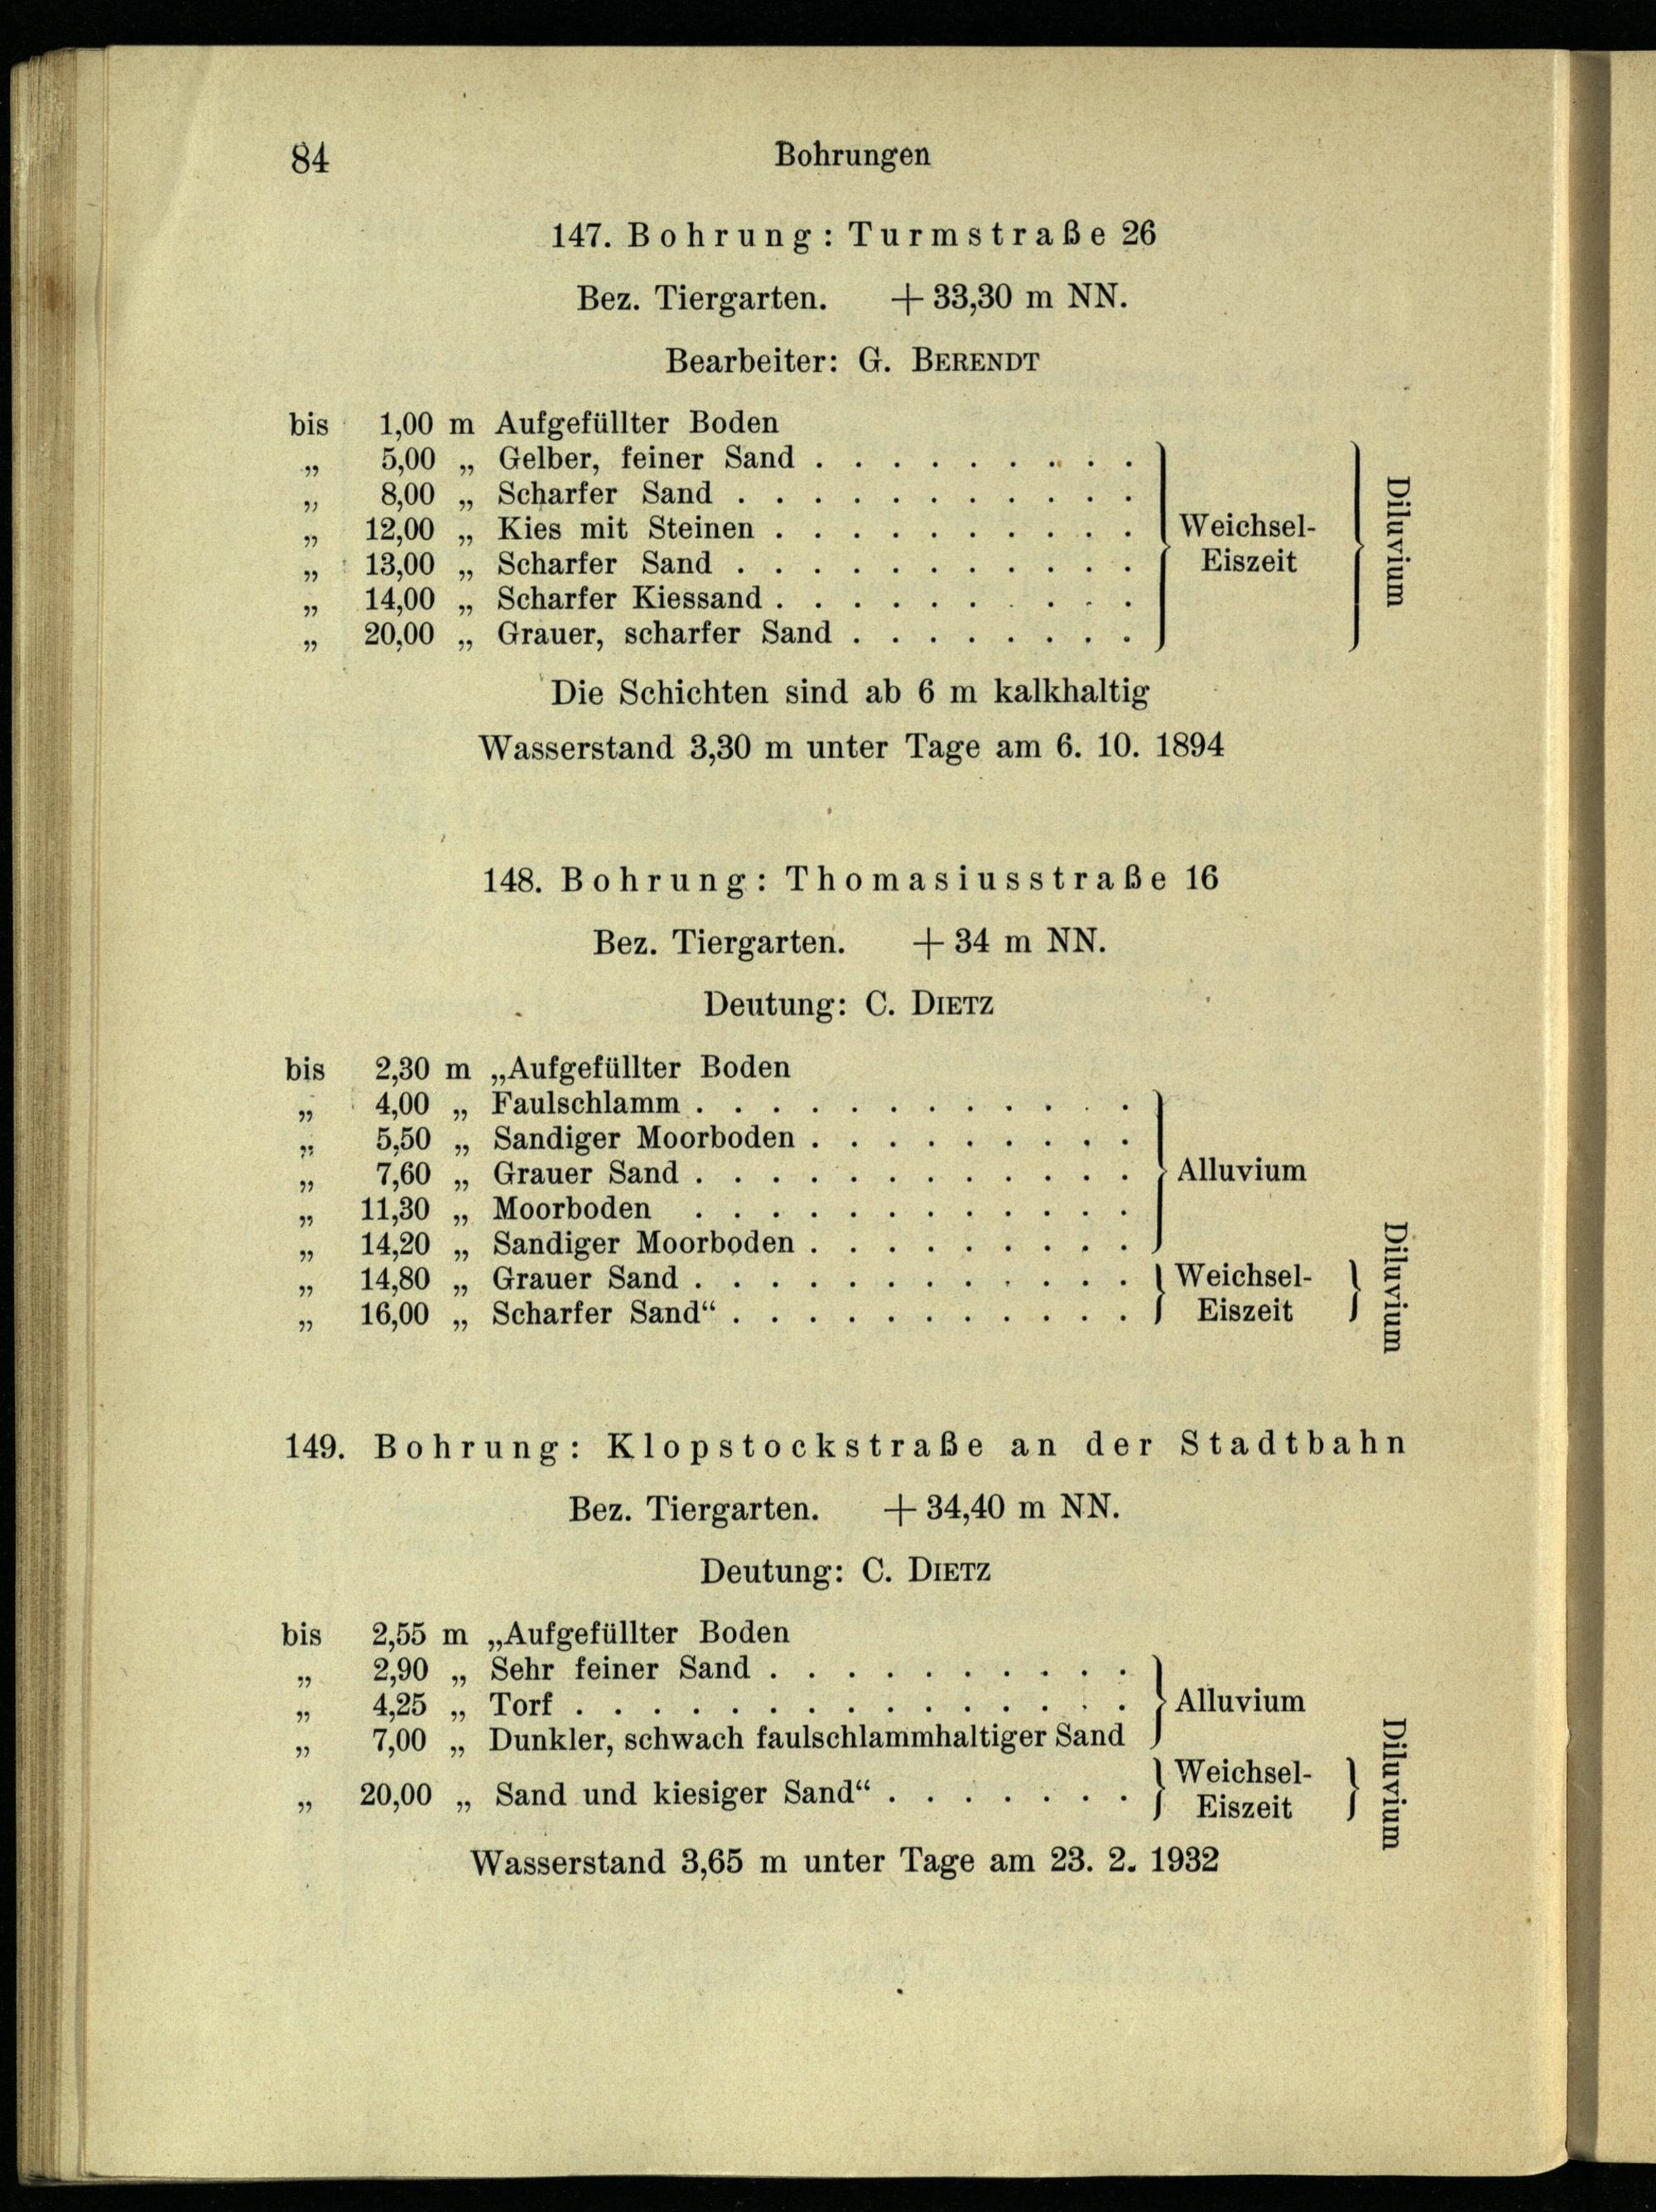 84
Bohrungen
147. Bohrung: Turmstraße 26
Bez. Tiergarten. + 33,30 m NN.
Bearbeiter: G. BERENDT
bis 1,00 m Aufgefüllter Boden
„ 5,00 „ Gelber, feiner Sand . . . . . . . . .
„ 8,00 „ Scharfer Sand . . . . . . . . . . .
„ 12,00 „ Kies mit Steinen . . . . . . . . . . Weichsel-
„ 13,00 „ Scharfer Sand . . . . . . . . . . . Eiszeit
„ 14,00 „ Scharfer Kiessand . . . . . . . . . .
„ 20,00 „ Grauer, scharfer Sand . . . . . . . .
Diluvium
Die Schichten sind ab 6 m kalkhaltig
Wasserstand 3,30 m unter Tage am 6. 10. 1894
148. Bohrung: Thomasiusstraße 16
Bez. Tiergarten. + 34 m NN.
Deutung: C. DIETZ
bis 2,30 m „Aufgefüllter Boden
„ 4,00 „ Faulschlamm . . . . . . . . . . . .
„ 5,50 „ Sandiger Moorboden . . . . . . . . .
„ 7,60 „ Grauer Sand . . . . . . . . . . . . Alluvium
„ 11,30 „ Moorboden . . . . . . . . . . . .
„ 14,20 „ Sandiger Moorboden . . . . . . . . .
„ 14,80 „ Grauer Sand . . . . . . . . . . . . Weichsel-
„ 16,00 „ Scharfer Sand“ . . . . . . . . . . . Eiszeit
Diluvium
149. Bohrung: Klopstockstraße an der Stadtbahn
Bez. Tiergarten. + 34,40 m NN.
Deutung: C. DIETZ
bis 2,55 m „Aufgefüllter Boden
„ 2,90 „ Sehr feiner Sand . . . . . . . . . .
„ 4,25 „ Torf . . . . . . . . . . . . . . . Alluvium
„ 7,00 „ Dunkler, schwach faulschlammhaltiger Sand
„ 20,00 „ Sand und kiesiger Sand“ . . . . . . . Weichsel-
Eiszeit
Diluvium
Wasserstand 3,65 m unter Tage am 23. 2. 1932